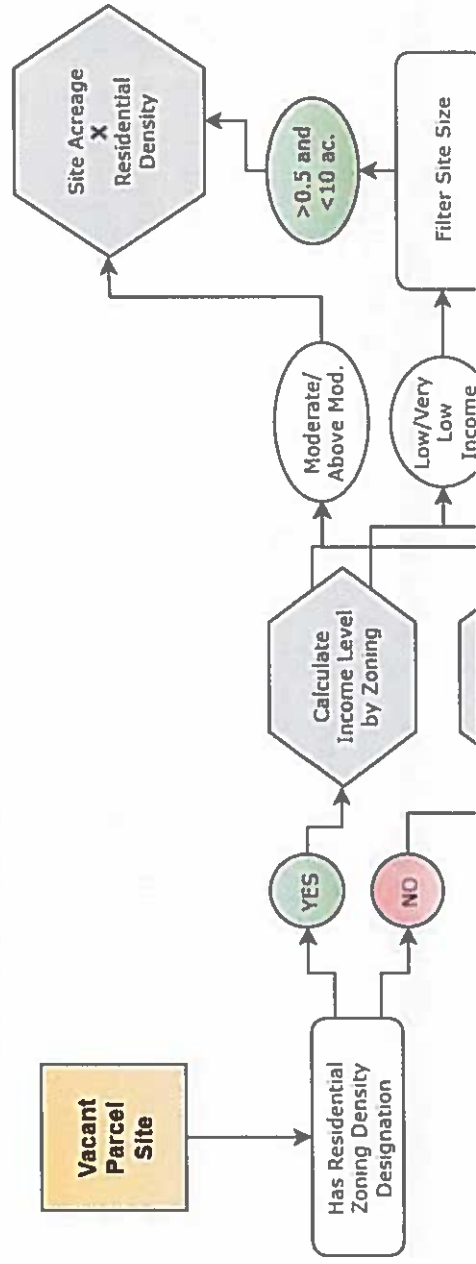 Vacant
Parcel
Site
Has Residential
Zoning Density
Designation
YES
NO
Calculate
Income Level
by Zoning
Moderate/
Above Mod.
Low/Very
Low
Income
Filter Site Size
>0.5 and
<10 ac.
Site Acreage
X
Residential
Density